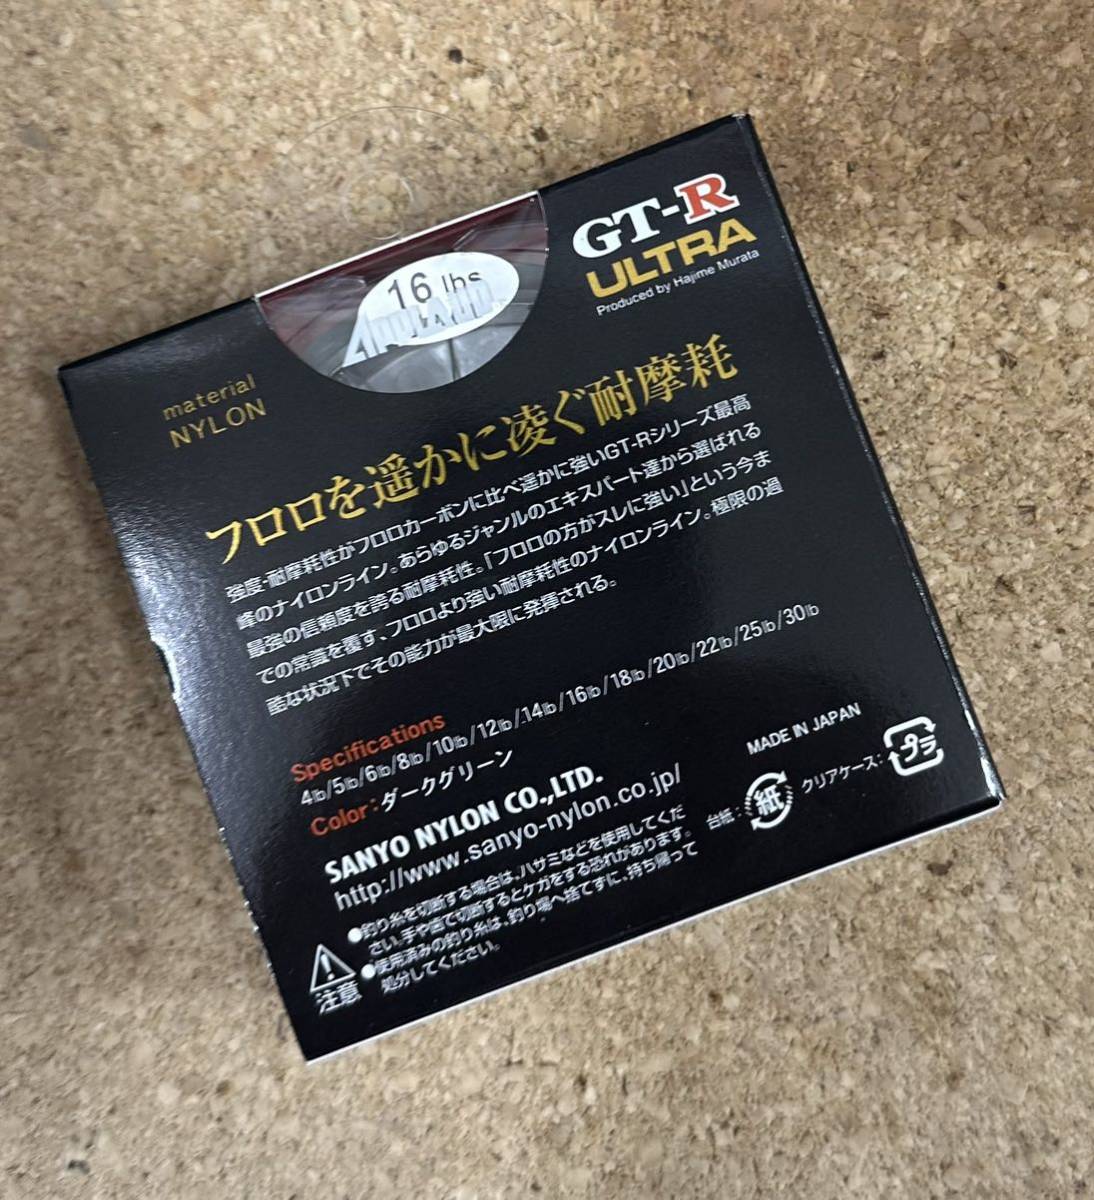 GT-R
ULTRA
Produced by Hajime Murata
16 lbs
APPLAUD
material
NYLON
フロロを遥かに凌ぐ耐摩耗
強度・耐摩耗性がフロロカーボンに比べ遥かに強いGT-Rシリーズ最高
峰のナイロンライン。あらゆるジャンルのエキスパート達から選ばれる
最強の信頼度を誇る耐摩耗性。「フロロの方がスレに強い」という今ま
での常識を覆す、フロロより強い耐摩耗性のナイロンライン。極限の過
酷な状況下でその能力が最大限に発揮される。
Specifications
4lb/5lb/6lb/8lb/10lb/12lb/14lb/16lb/18lb/20lb/22lb/25lb/30lb
Color：ダークグリーン
SANYO NYLON CO.,LTD.
http://www.sanyo-nylon.co.jp/
MADE IN JAPAN
台紙： 紙 クリアケース： プラ
●釣り糸を切断する場合は、ハサミなどを使用してくだ
さい。手や歯で切断するとケガをする恐れがあります。
●使用済みの釣り糸は、釣り場へ捨てずに、持ち帰って
処分してください。
注意